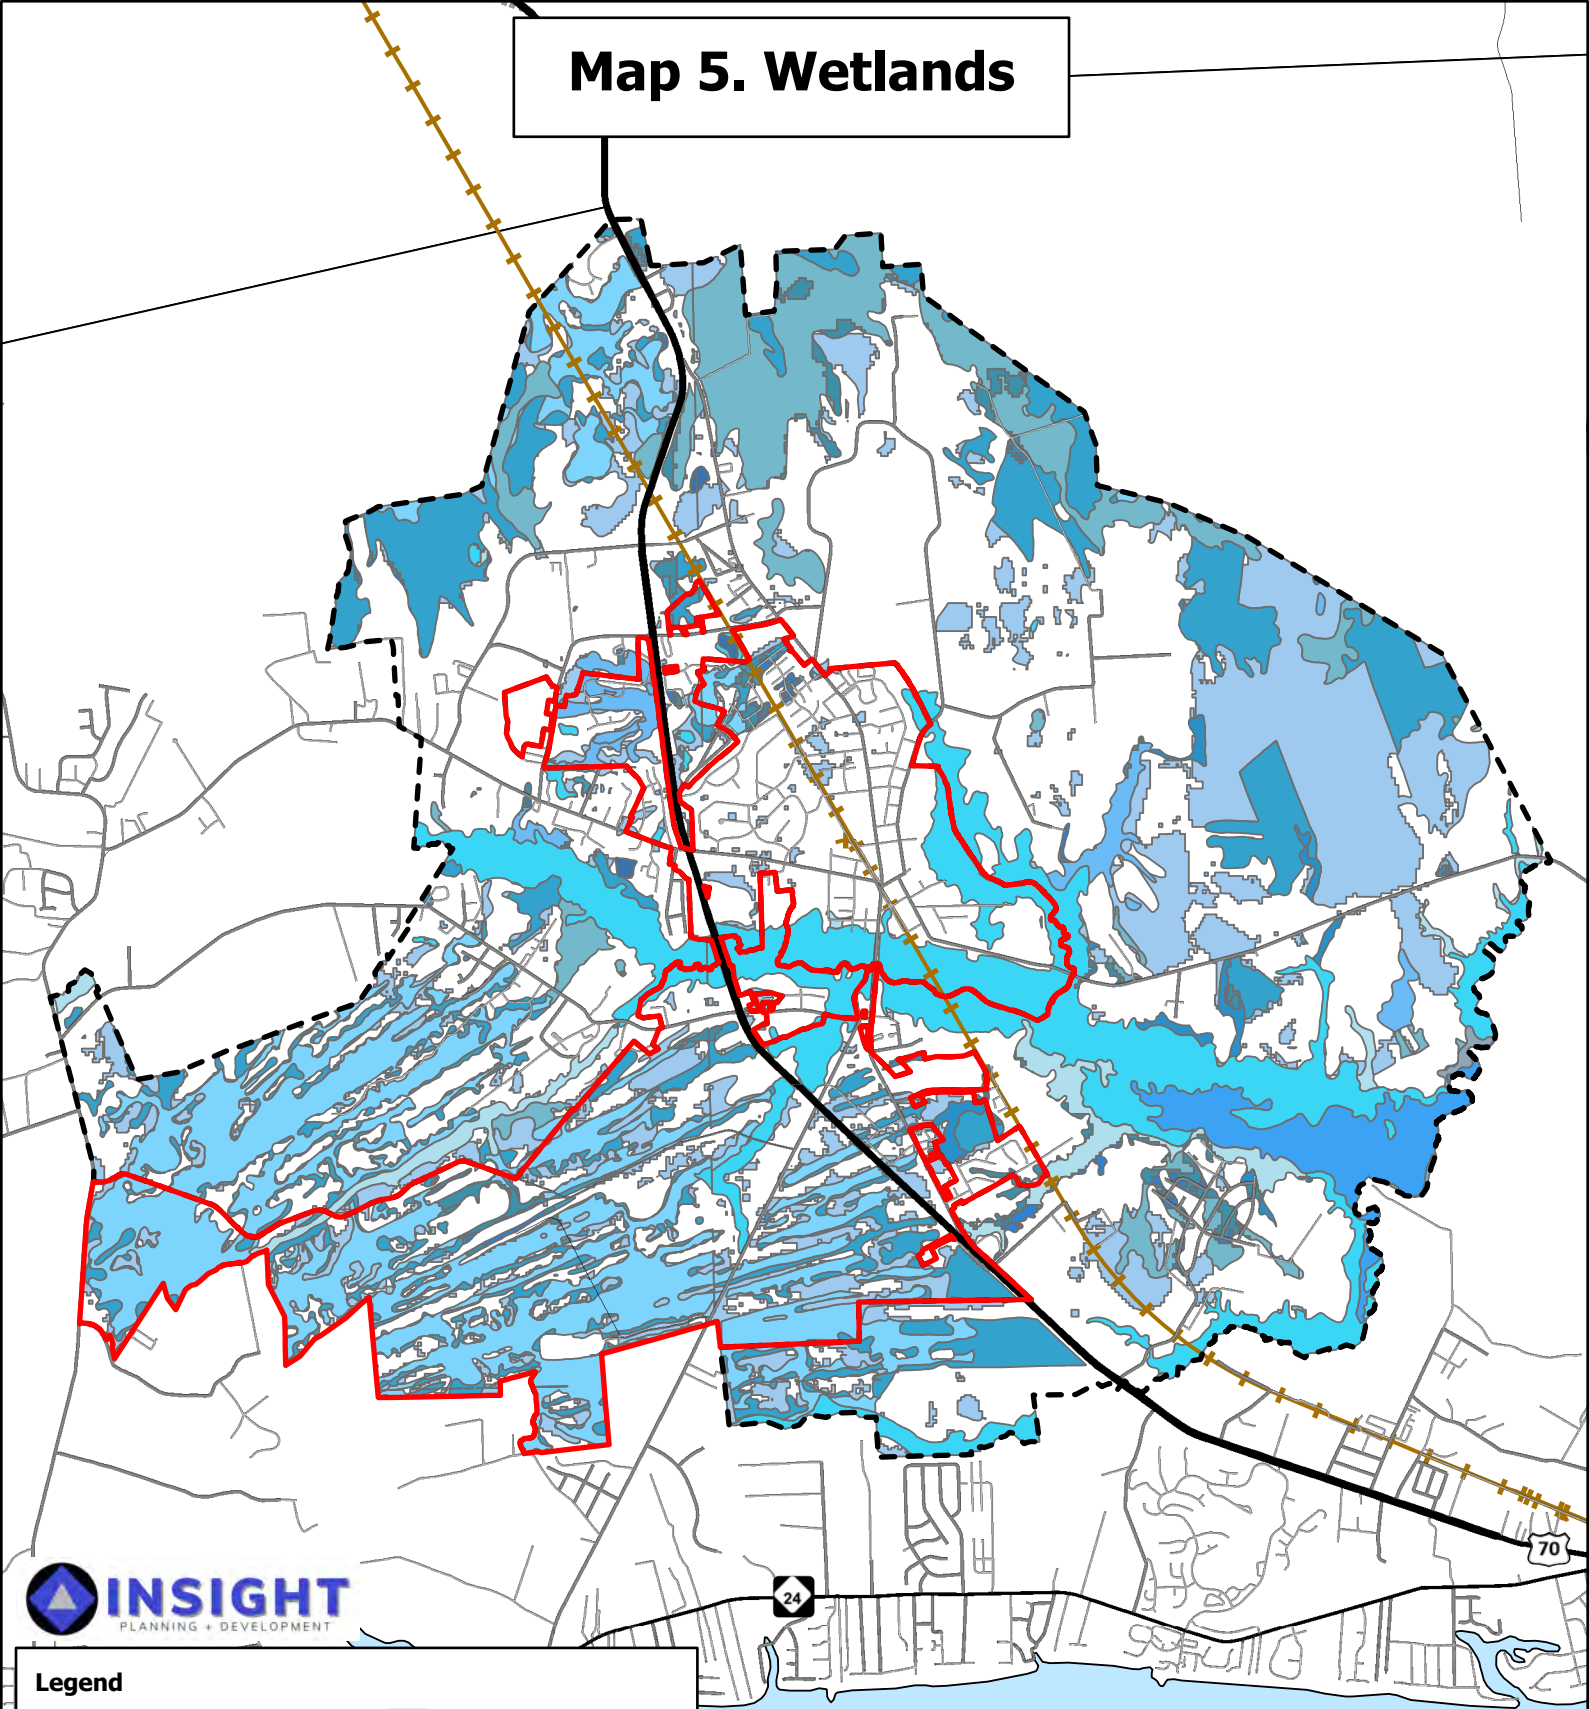 Map 5. Wetlands
70
24
INSIGHT
PLANNING + DEVELOPMENT
Legend